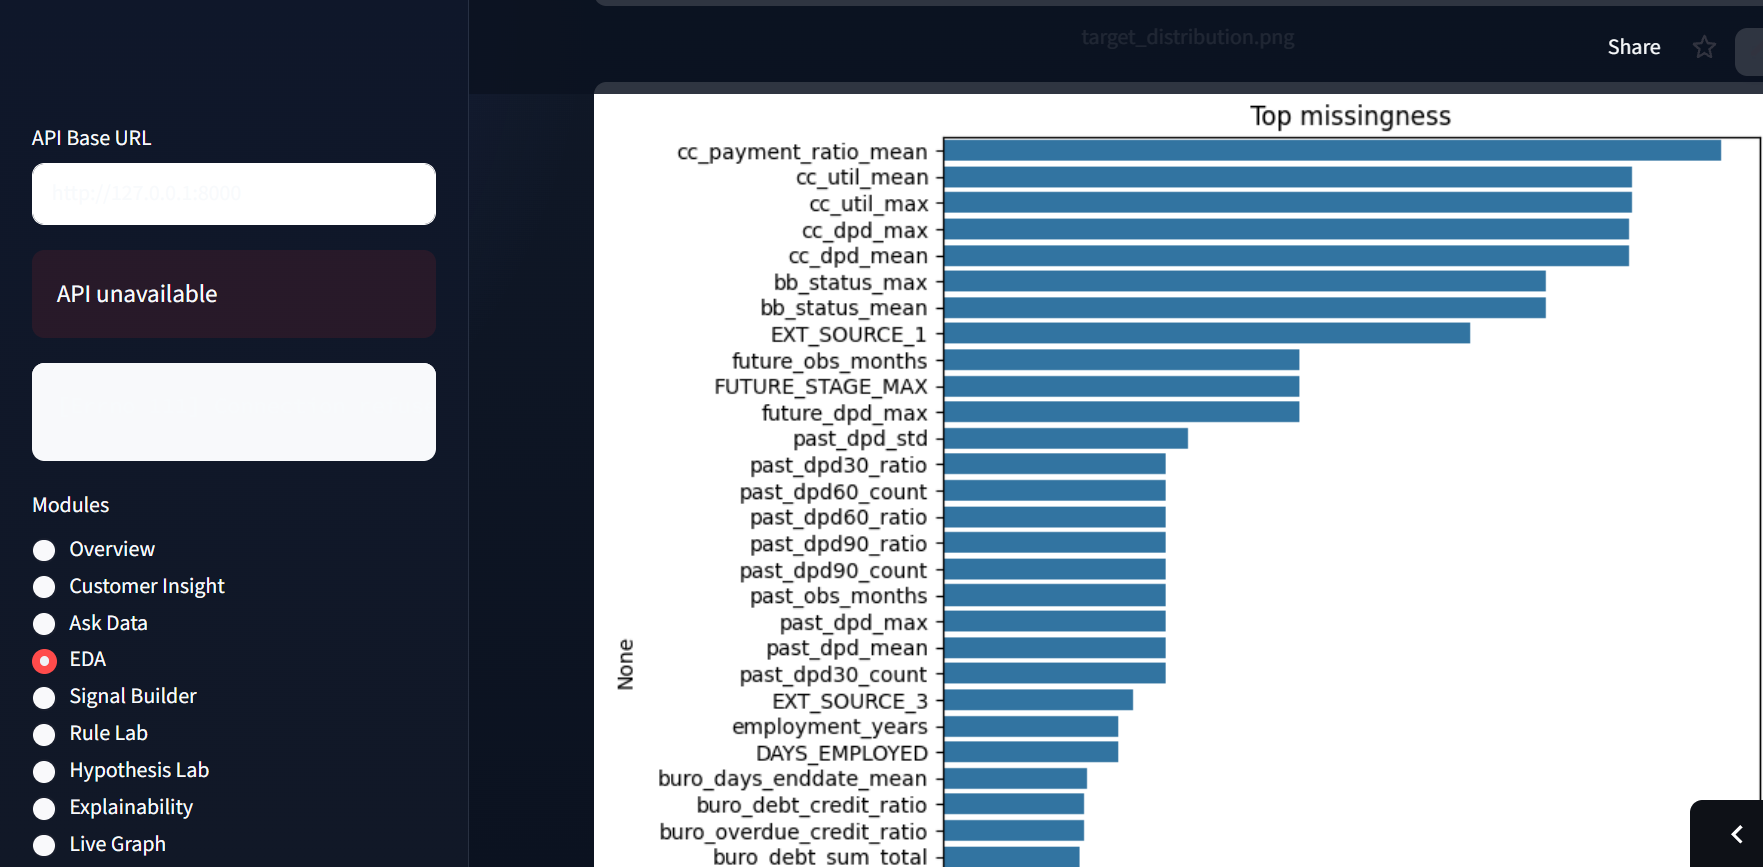 API Base URL
http://127.0.0.1:8000
API unavailable
Modules
Overview
Customer Insight
Ask Data
EDA
Signal Builder
Rule Lab
Hypothesis Lab
Explainability
Live Graph
target_distribution.png
Share
Top missingness
cc_payment_ratio_mean
cc_util_mean
cc_util_max
cc_dpd_max
cc_dpd_mean
bb_status_max
bb_status_mean
EXT_SOURCE_1
future_obs_months
FUTURE_STAGE_MAX
future_dpd_max
past_dpd_std
past_dpd30_ratio
past_dpd60_count
past_dpd60_ratio
past_dpd90_ratio
past_dpd90_count
past_obs_months
past_dpd_max
past_dpd_mean
past_dpd30_count
EXT_SOURCE_3
employment_years
DAYS_EMPLOYED
buro_days_enddate_mean
buro_debt_credit_ratio
buro_overdue_credit_ratio
buro_debt_sum_total
None